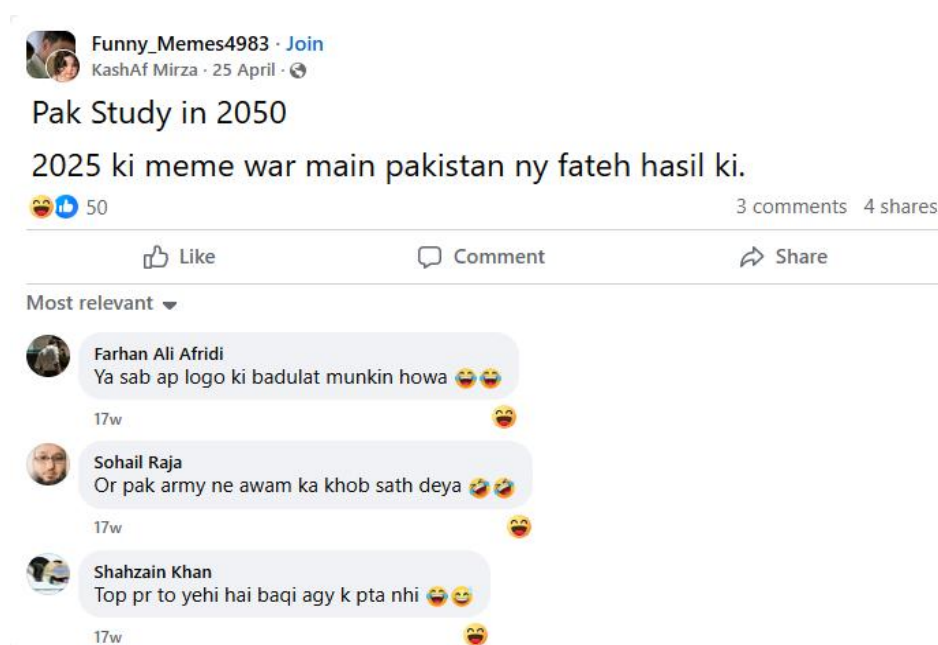 Funny_Memes4983 · Join
KashAf Mirza · 25 April ·
Pak Study in 2050
2025 ki meme war main pakistan ny fateh hasil ki.
50
3 comments 4 shares
Like Comment Share
Most relevant
Farhan Ali Afridi
Ya sab ap logo ki badulat munkin howa 😂😂
17w
Sohail Raja
Or pak army ne awam ka khob sath deya 🤣🤣
17w
Shahzain Khan
Top pr to yehi hai baqi agy k pta nhi 😂😅
17w